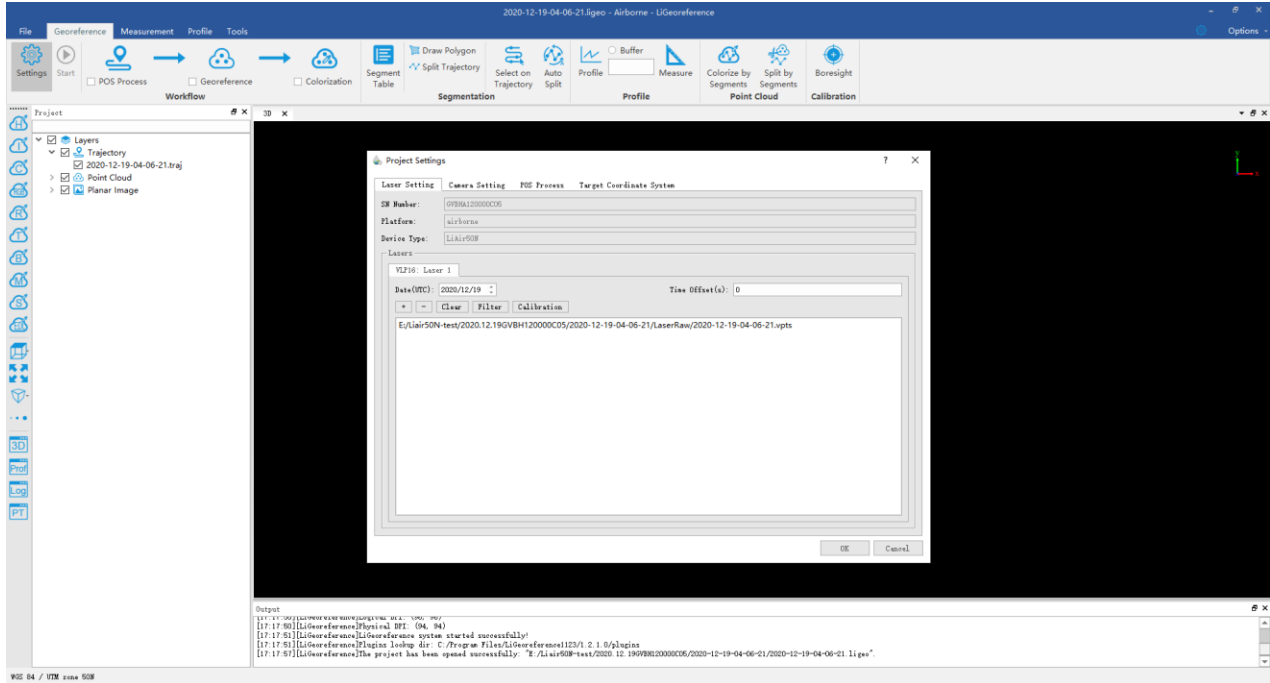 2020-12-19-04-06-21.ligeo - Airborne - LiGeoreference
File Georeference Measurement Profile Tools Options
Settings Start POS Process Georeference Colorization
Workflow
Segment Table Draw Polygon Split Trajectory Select on Trajectory Auto Split
Segmentation
Profile Buffer Measure
Profile
Colorize by Segments Split by Segments
Point Cloud
Boresight
Calibration
Project
3D
Layers
Trajectory
2020-12-19-04-06-21.traj
Point Cloud
Planar Image
H
I
C
RGB
R
T
B
M
S
3D
Prof
Log
PT
Y
X
Project Settings ?
Laser Setting Camera Setting POS Process Target Coordinate System
SN Number: GVBHA120000C05
Platform: airborne
Device Type: LiAir50N
Lasers
VLP16: Laser 1
Date(UTC): 2020/12/19 Time Offset(s): 0
+ - Clear Filter Calibration
E:/Liair50N-test/2020.12.19GVBH120000C05/2020-12-19-04-06-21/LaserRaw/2020-12-19-04-06-21.vpts
OK Cancel
Output
[17:17:51][LiGeoreference]Physical DPI: (94, 94)
[17:17:51][LiGeoreference]LiGeoreference system started successfully!
[17:17:51][LiGeoreference]Plugins lookup dir: C:/Program Files/LiGeoreference1123/1.2.1.0/plugins
[17:17:57][LiGeoreference]The project has been opened successfully: "E:/Liair50N-test/2020.12.19GVBH120000C05/2020-12-19-04-06-21/2020-12-19-04-06-21.ligeo".
WGS 84 / UTM zone 50N